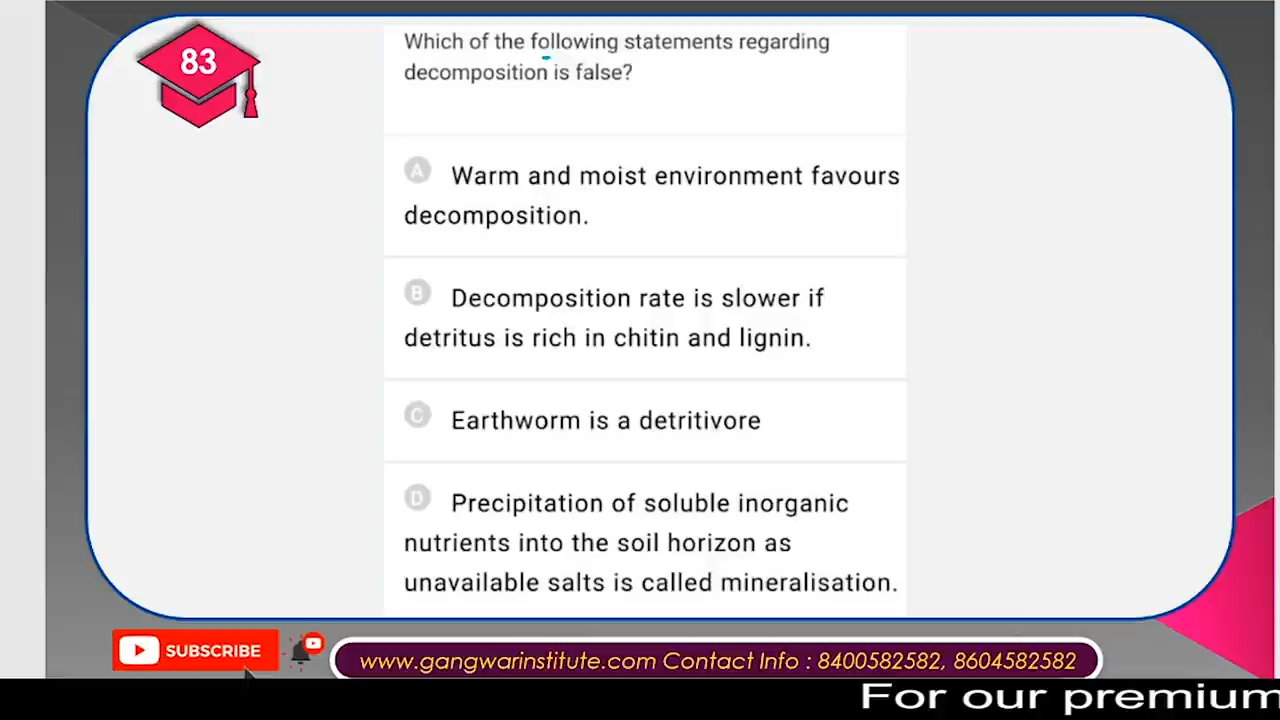 83
Which of the following statements regarding
decomposition is false?
A Warm and moist environment favours
decomposition.
B Decomposition rate is slower if
detritus is rich in chitin and lignin.
C Earthworm is a detritivore
D Precipitation of soluble inorganic
nutrients into the soil horizon as
unavailable salts is called mineralisation.
SUBSCRIBE
www.gangwarinstitute.com Contact Info : 8400582582, 8604582582
For our premium